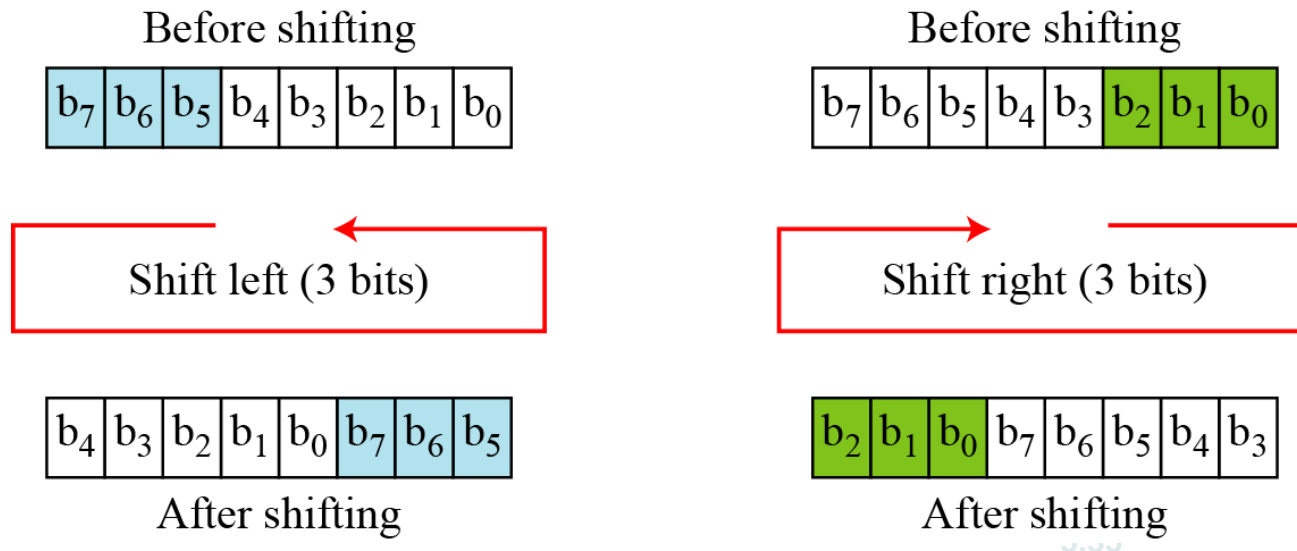 Before shifting
b₇ b₆ b₅ b₄ b₃ b₂ b₁ b₀
Shift left (3 bits)
b₄ b₃ b₂ b₁ b₀ b₇ b₆ b₅
After shifting
Before shifting
b₇ b₆ b₅ b₄ b₃ b₂ b₁ b₀
Shift right (3 bits)
b₂ b₁ b₀ b₇ b₆ b₅ b₄ b₃
After shifting